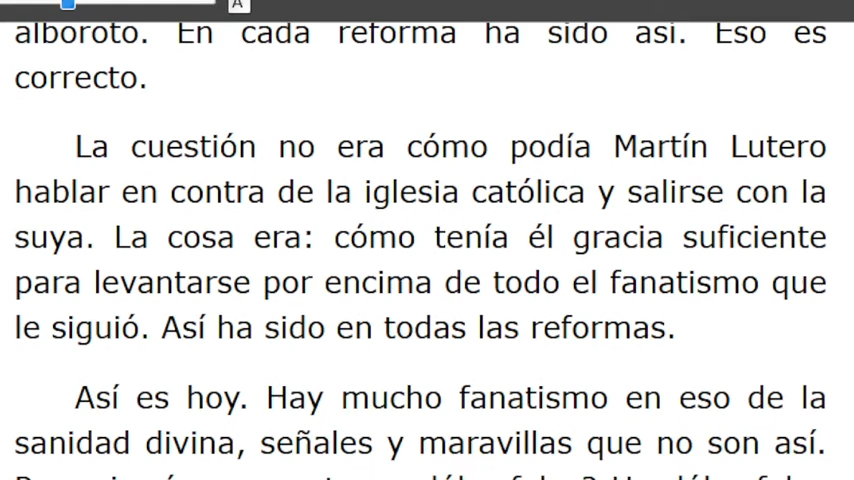 A
alboroto. En cada reforma ha sido así. Eso es
correcto.
La cuestión no era cómo podía Martín Lutero
hablar en contra de la iglesia católica y salirse con la
suya. La cosa era: cómo tenía él gracia suficiente
para levantarse por encima de todo el fanatismo que
le siguió. Así ha sido en todas las reformas.
Así es hoy. Hay mucho fanatismo en eso de la
sanidad divina, señales y maravillas que no son así.